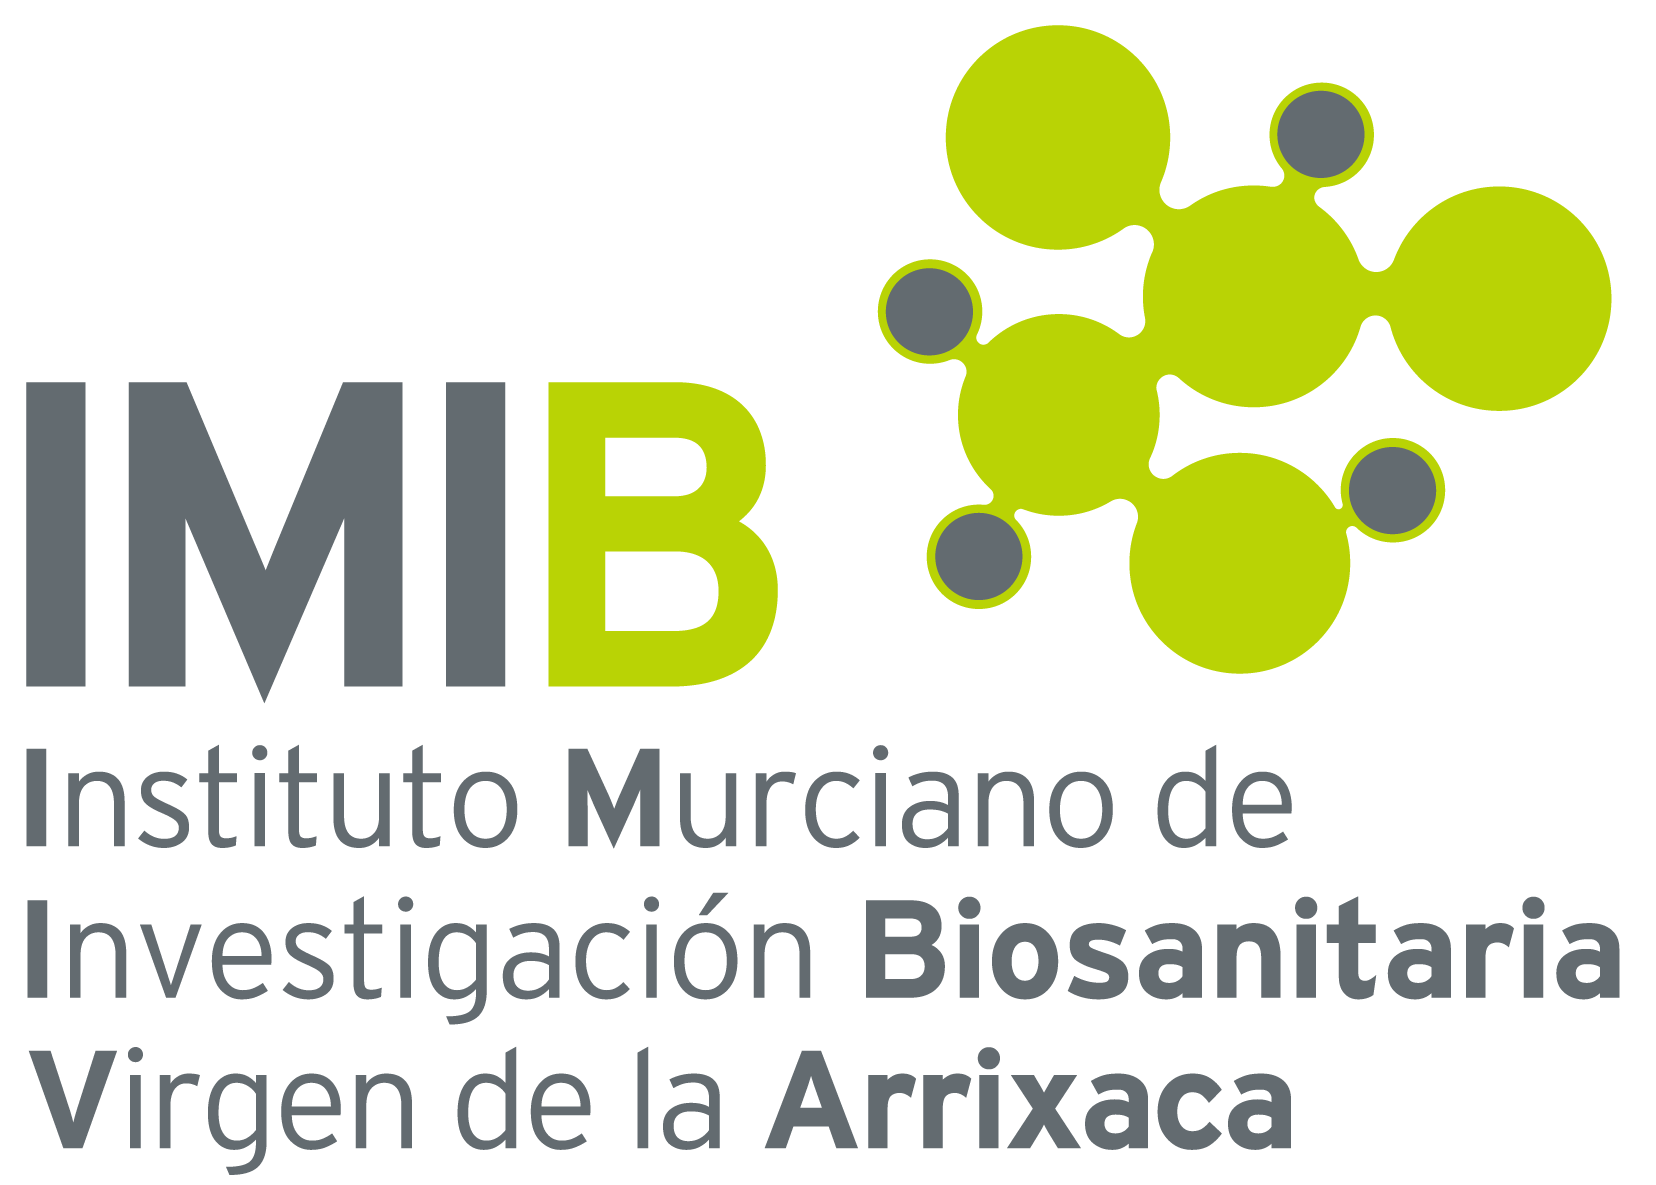 IMIB
Instituto Murciano de
Investigación Biosanitaria
Virgen de la Arrixaca